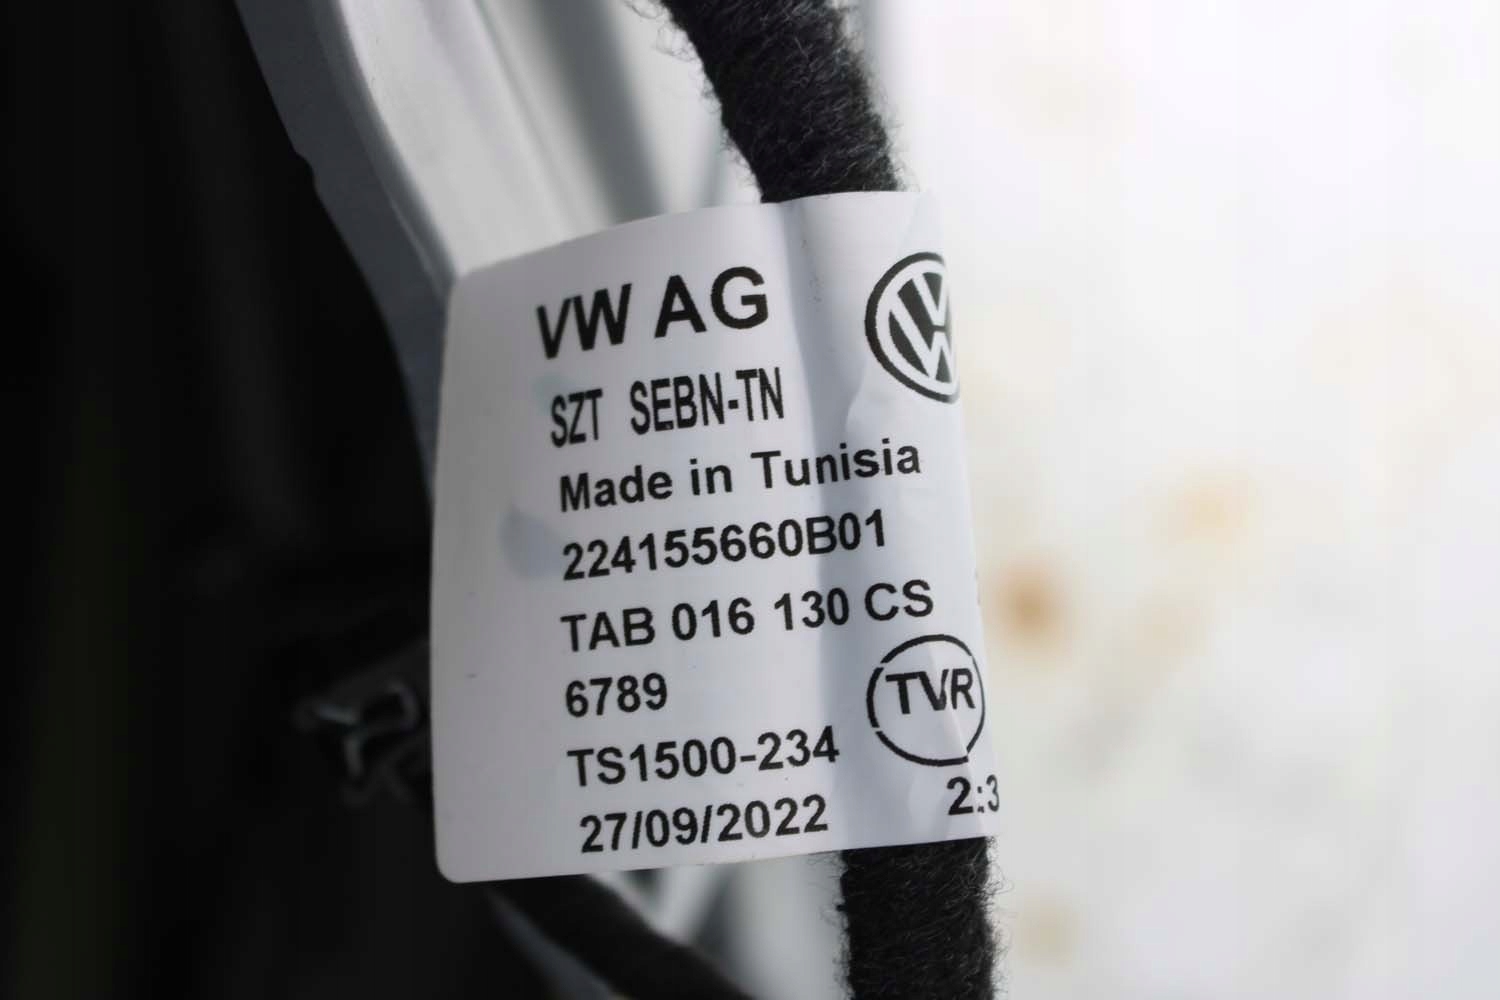 VW AG
SZT SEBN-TN
Made in Tunisia
224155660B01
TAB 016 130 CS
6789
TVR
TS1500-234
27/09/2022 2:3